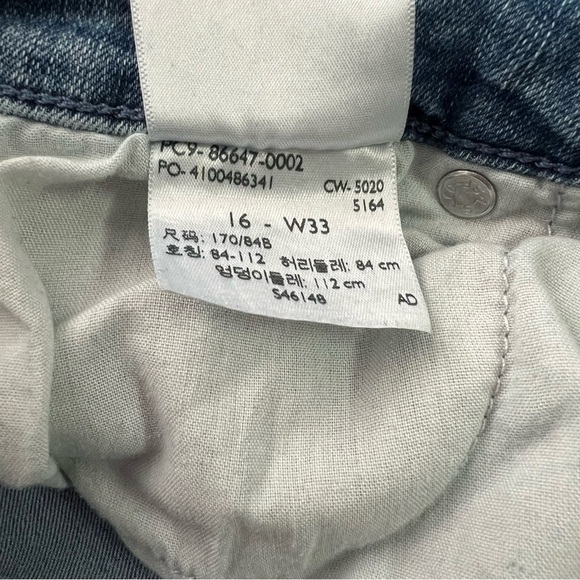 PC9- 86647-0002
PO- 4100486341 CW- 5020
5164
16 - W33
尺码: 170/84B
호칭: 84-112 허리둘레: 84 cm
엉덩이둘레: 112 cm
S46148 AD